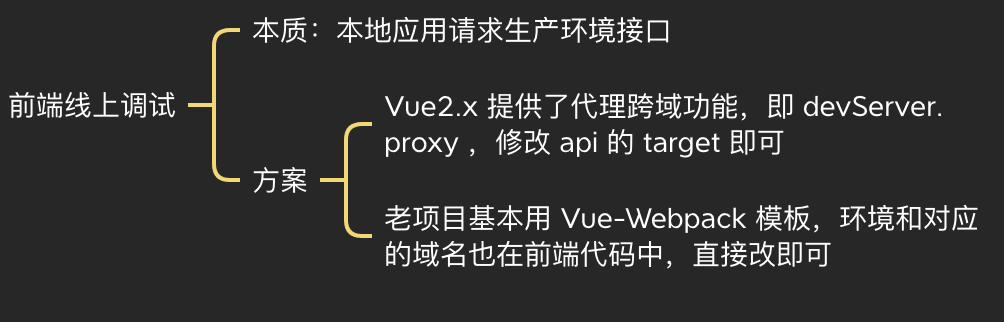 本质：本地应用请求生产环境接口
前端线上调试
Vue2.x 提供了代理跨域功能，即 devServer.
proxy ，修改 api 的 target 即可
方案
老项目基本用 Vue-Webpack 模板，环境和对应
的域名也在前端代码中，直接改即可